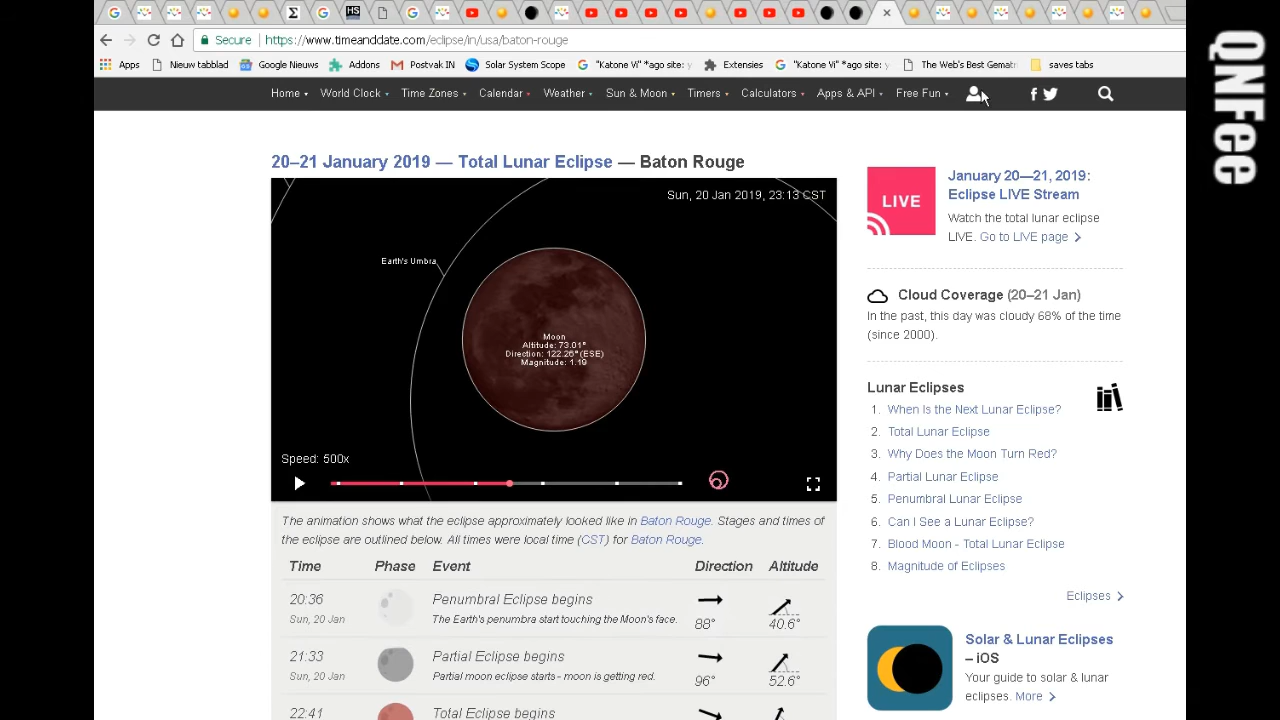 Secure
https://www.timeanddate.com/eclipse/in/usa/baton-rouge
Apps
Nieuw tabblad
Google Nieuws
Addons
Postvak IN
Solar System Scope
"Katone Vi" *ago site: y
Extensies
"Katone Vi" *ago site: y
The Web's Best Gematr
saves tabs
Home
World Clock
Time Zones
Calendar
Weather
Sun & Moon
Timers
Calculators
Apps & API
Free Fun
QNFee
20–21 January 2019 — Total Lunar Eclipse — Baton Rouge
Sun, 20 Jan 2019, 23:13 CST
Earth's Umbra
Moon
Altitude: 73.01°
Direction: 122.26° (ESE)
Magnitude: 1.19
Speed: 500x
The animation shows what the eclipse approximately looked like in Baton Rouge. Stages and times of
the eclipse are outlined below. All times were local time (CST) for Baton Rouge.
Time Phase Event Direction Altitude
20:36 Penumbral Eclipse begins
Sun, 20 Jan The Earth's penumbra start touching the Moon's face. 88° 40.6°
21:33 Partial Eclipse begins
Sun, 20 Jan Partial moon eclipse starts - moon is getting red. 96° 52.6°
22:41 Total Eclipse begins
LIVE
January 20—21, 2019:
Eclipse LIVE Stream
Watch the total lunar eclipse
LIVE. Go to LIVE page
Cloud Coverage (20–21 Jan)
In the past, this day was cloudy 68% of the time
(since 2000).
Lunar Eclipses
1. When Is the Next Lunar Eclipse?
2. Total Lunar Eclipse
3. Why Does the Moon Turn Red?
4. Partial Lunar Eclipse
5. Penumbral Lunar Eclipse
6. Can I See a Lunar Eclipse?
7. Blood Moon - Total Lunar Eclipse
8. Magnitude of Eclipses
Eclipses
Solar & Lunar Eclipses
– iOS
Your guide to solar & lunar
eclipses. More